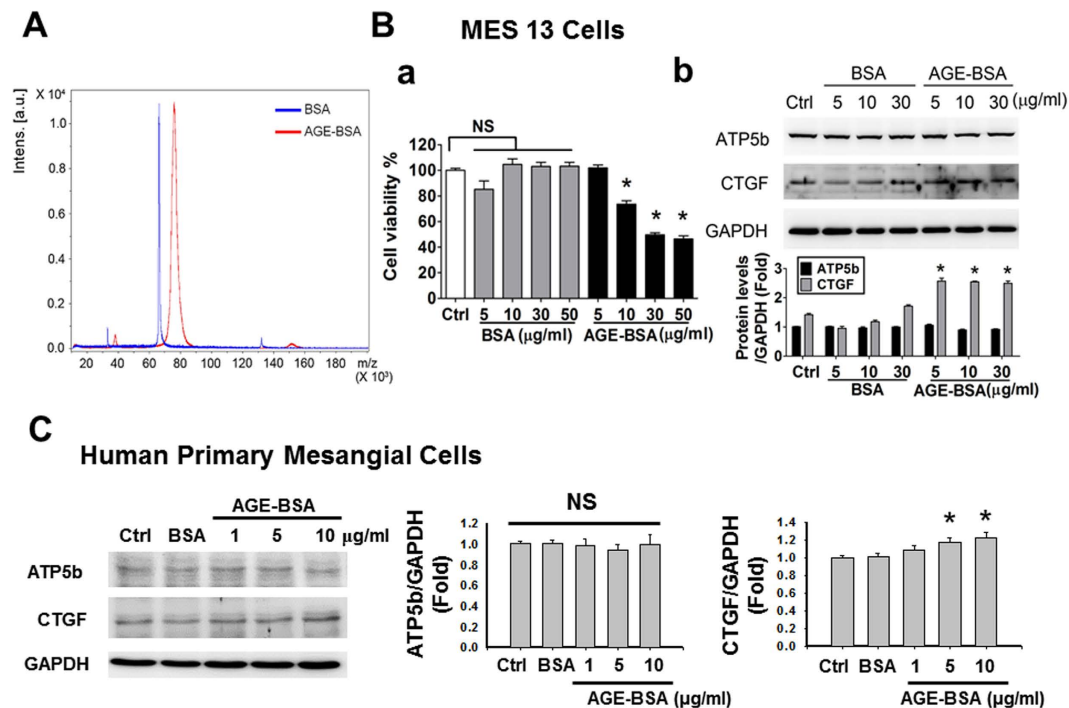 A
X 10⁴
Intens. [a.u.]
1.0
0.8
0.6
0.4
0.2
0.0
BSA
AGE-BSA
20 40 60 80 100 120 140 160 180
m/z
(X 10³)
B MES 13 Cells
a
NS
Cell viability %
120
100
80
60
40
20
0
* * *
Ctrl 5 10 30 50 5 10 30 50
BSA (μg/ml) AGE-BSA(μg/ml)
b
BSA AGE-BSA
Ctrl 5 10 30 5 10 30 (μg/ml)
ATP5b
CTGF
GAPDH
Protein levels
/GAPDH (Fold)
3
2
1
0
ATP5b
CTGF
* * *
Ctrl 5 10 30 5 10 30
BSA AGE-BSA(μg/ml)
C
Human Primary Mesangial Cells
AGE-BSA
Ctrl BSA 1 5 10 μg/ml
ATP5b
CTGF
GAPDH
NS
ATP5b/GAPDH
(Fold)
1.2
1.0
0.8
0.6
0.4
0.2
0.0
Ctrl BSA 1 5 10
AGE-BSA (μg/ml)
CTGF/GAPDH
(Fold)
1.4
1.2
1.0
0.8
0.6
0.4
0.2
0.0
* *
Ctrl BSA 1 5 10
AGE-BSA (μg/ml)